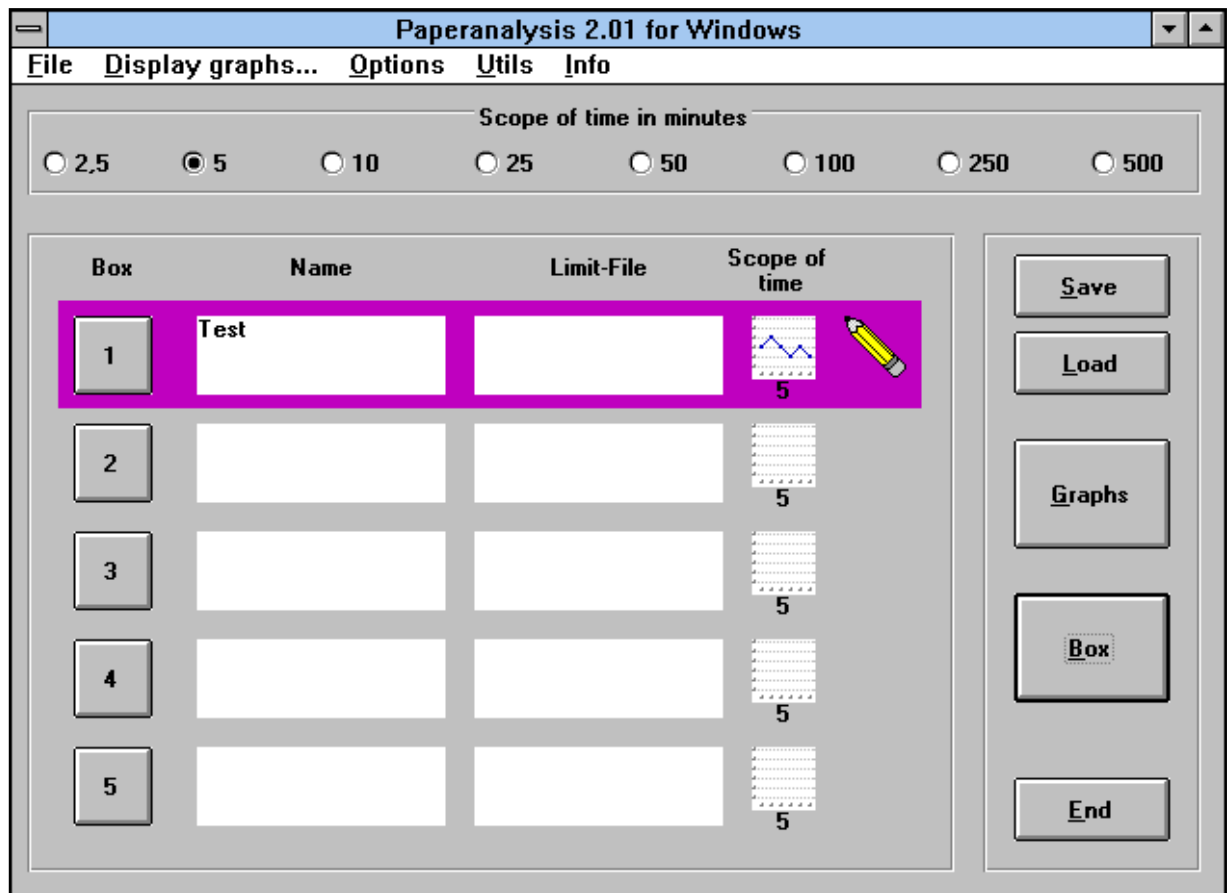 Paperanalysis 2.01 for Windows
File Display graphs... Options Utils Info
Scope of time in minutes
2,5 5 10 25 50 100 250 500
Box Name Limit-File Scope of
time
1 Test
5
2
5
3
5
4
5
5
5
Save
Load
Graphs
Box
End